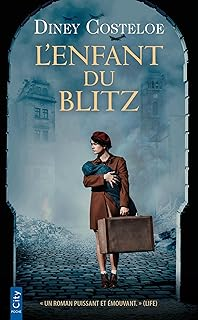 DINEY COSTELOE
L'ENFANT
DU
BLITZ
City
POCHE
« UN ROMAN PUISSANT ET ÉMOUVANT. » (LIFE)